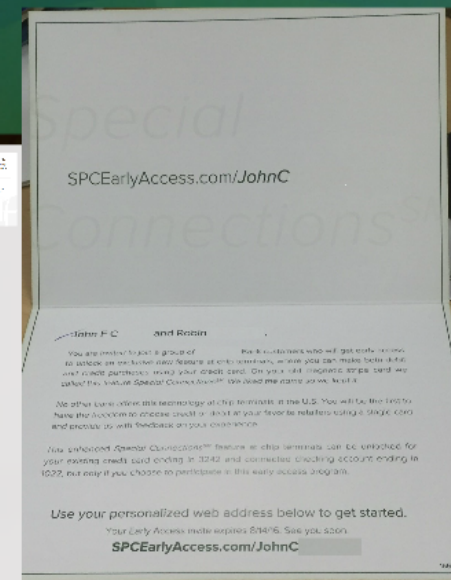 Special
SPCEarlyAccess.com/JohnC
Connections
John F C and Robin
You are invited to join a group of Bank customers who will get early access
to unlock an exclusive new feature at chip terminals, where you can make both debit
and credit purchases using your credit card. On your old magnetic stripe card we
called this feature Special Connections℠. We liked the name so we kept it.
No other bank offers this technology at chip terminals in the U.S. You will be the first to
have the freedom to choose credit or debit at your favorite retailers using a single card
and provide us with feedback on your experience.
This enhanced Special Connections℠ feature at chip terminals can be unlocked for
your existing credit card ending in 3242 and connected checking account ending in
1027, but only if you choose to participate in this early access program.
Use your personalized web address below to get started.
Your Early Access invite expires 8/14/16. See you soon
SPCEarlyAccess.com/JohnC